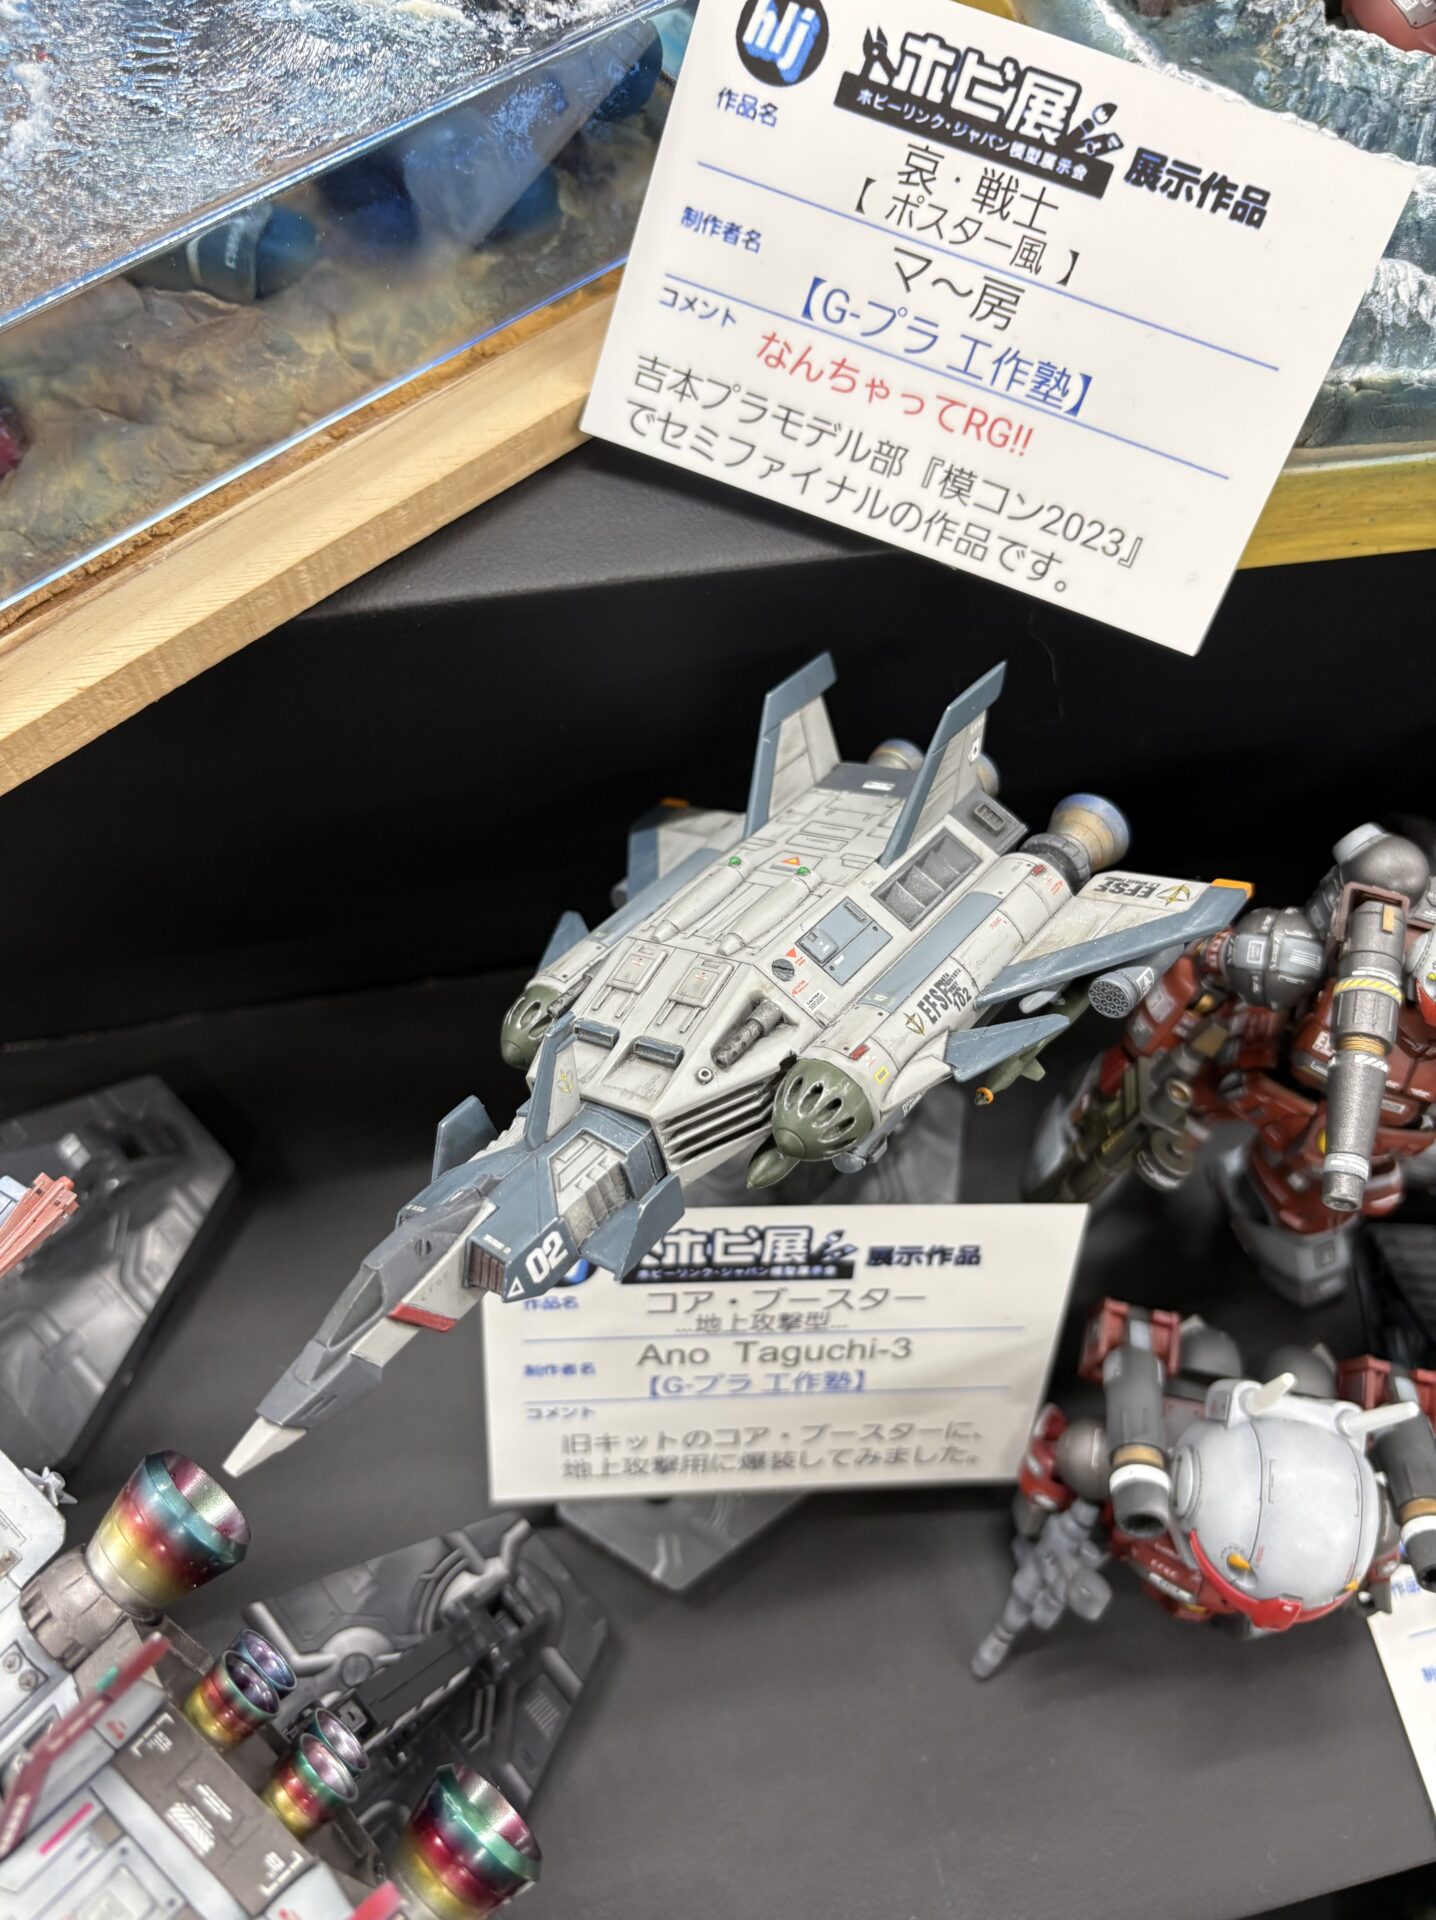 hlj
ホビ展
ホビーリンク・ジャパン模型展示会
展示作品
作品名
哀・戦士
【 ポスター風 】
制作者名
マ〜房
【G-プラ 工作塾】
コメント
なんちゃってRG!!
吉本プラモデル部『模コン2023』
でセミファイナルの作品です。
EFSF
EFSF
102
02
ホビ展
ホビーリンク・ジャパン模型展示会
展示作品
作品名
コア・ブースター
...地上攻撃型...
制作者名
Ano Taguchi-3
【G-プラ 工作塾】
コメント
旧キットのコア・ブースターに、
地上攻撃用に爆装してみました。